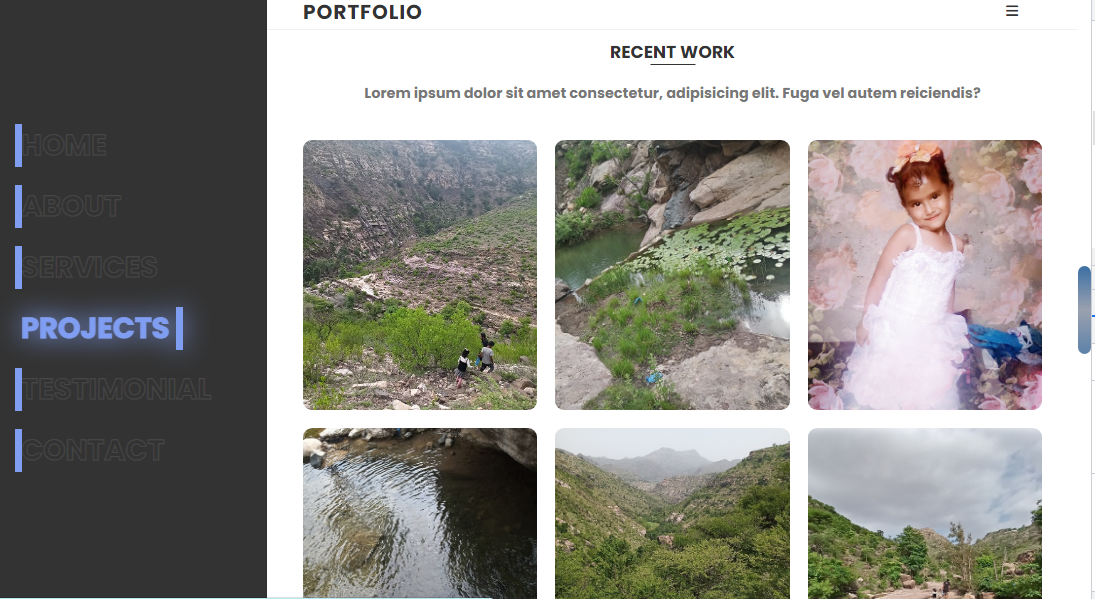 PORTFOLIO
HOME
ABOUT
SERVICES
PROJECTS
TESTIMONIAL
CONTACT
RECENT WORK
Lorem ipsum dolor sit amet consectetur, adipisicing elit. Fuga vel autem reiciendis?